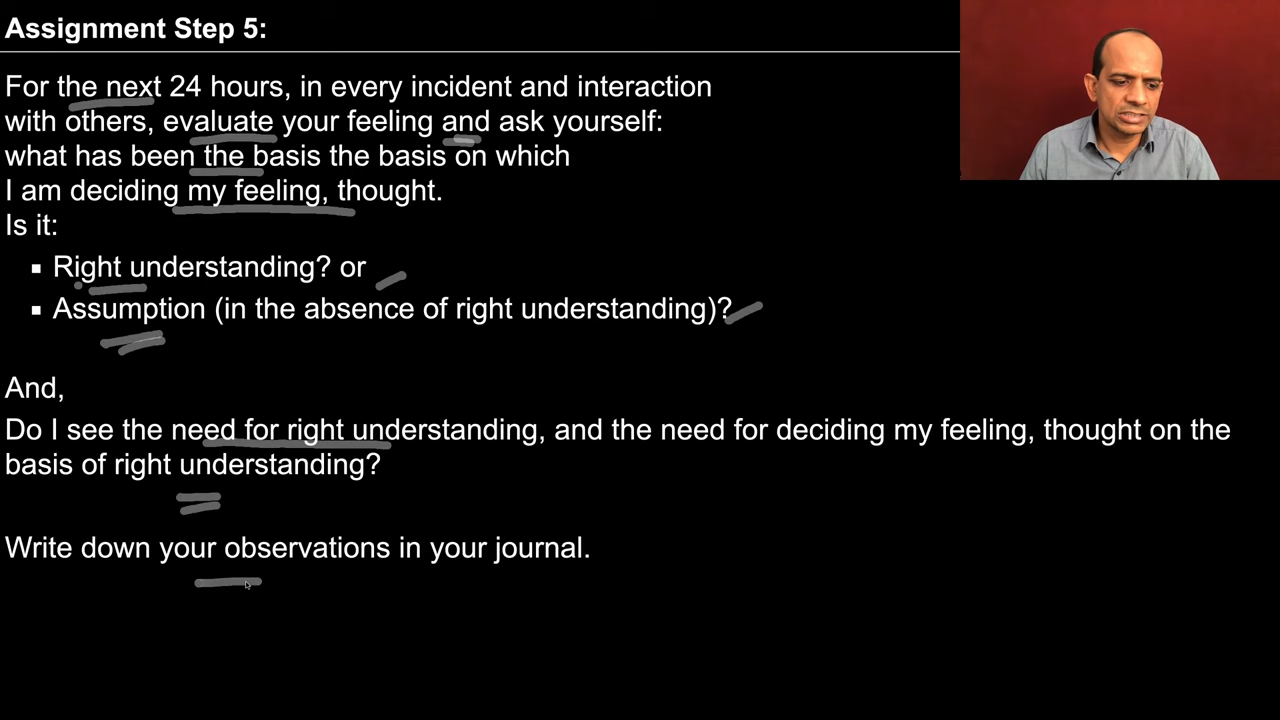 Assignment Step 5:
For the next 24 hours, in every incident and interaction
with others, evaluate your feeling and ask yourself:
what has been the basis the basis on which
I am deciding my feeling, thought.
Is it:
▪ Right understanding? or
▪ Assumption (in the absence of right understanding)?
And,
Do I see the need for right understanding, and the need for deciding my feeling, thought on the
basis of right understanding?
Write down your observations in your journal.